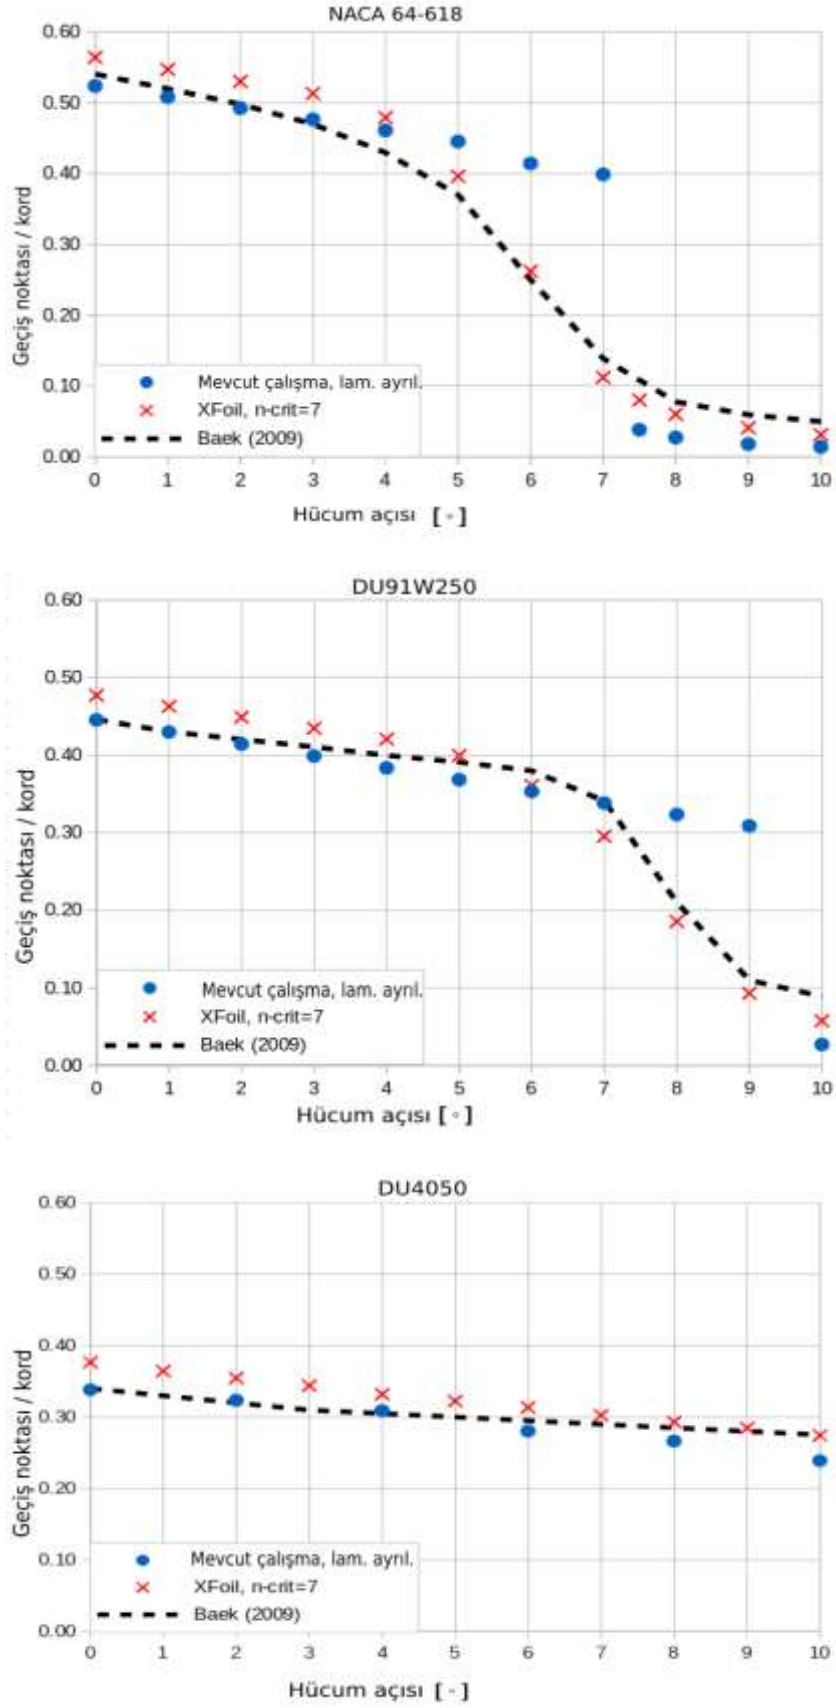 NACA 64-618
0.60
0.50
0.40
0.30
0.20
0.10
0.00
Geçiş noktası / kord
Mevcut çalışma, lam. ayrıl.
XFoil, n-crit=7
Baek (2009)
0 1 2 3 4 5 6 7 8 9 10
Hücum açısı [◦]
DU91W250
0.60
0.50
0.40
0.30
0.20
0.10
0.00
Geçiş noktası / kord
Mevcut çalışma, lam. ayrıl.
XFoil, n-crit=7
Baek (2009)
0 1 2 3 4 5 6 7 8 9 10
Hücum açısı [◦]
DU4050
0.60
0.50
0.40
0.30
0.20
0.10
0.00
Geçiş noktası / kord
Mevcut çalışma, lam. ayrıl.
XFoil, n-crit=7
Baek (2009)
0 1 2 3 4 5 6 7 8 9 10
Hücum açısı [◦]